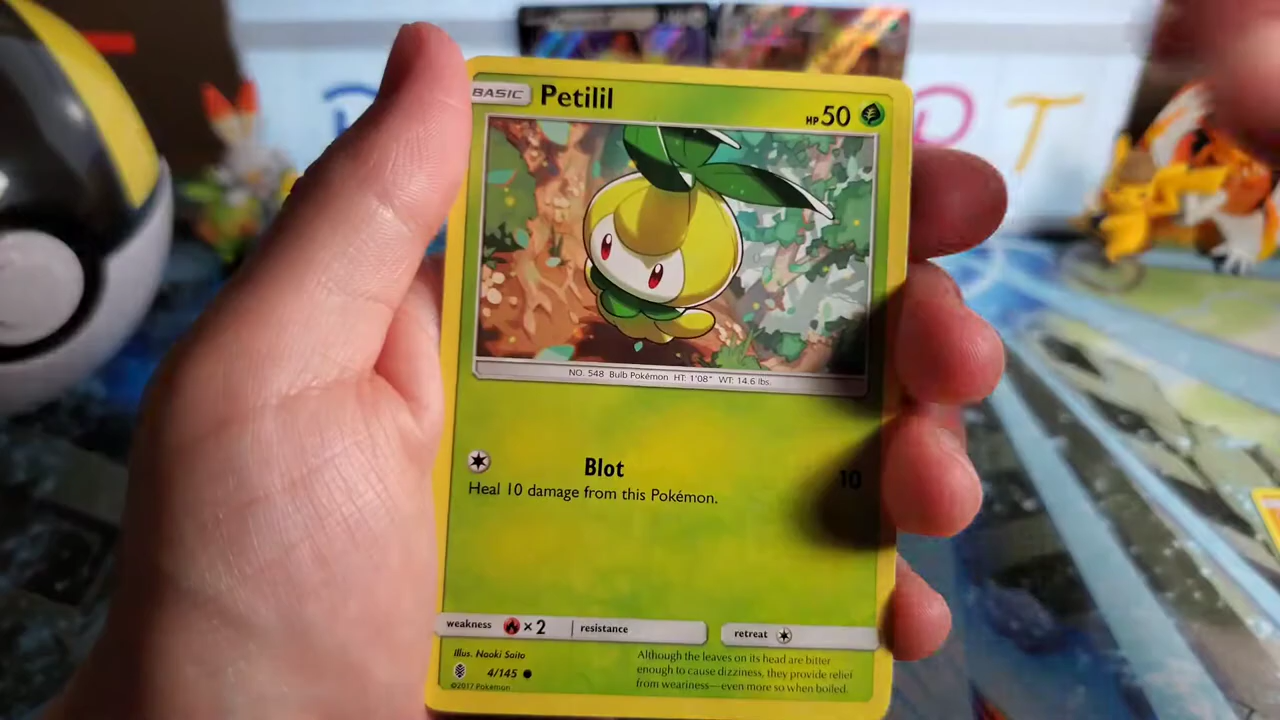 BASIC Petilil HP 50
NO. 548 Bulb Pokémon HT: 1'08" WT: 14.6 lbs.
Blot 10
Heal 10 damage from this Pokémon.
weakness ×2 resistance retreat
Illus. Naoki Saito
4/145
©2017 Pokémon
Although the leaves on its head are bitter
enough to cause dizziness, they provide relief
from weariness—even more so when boiled.